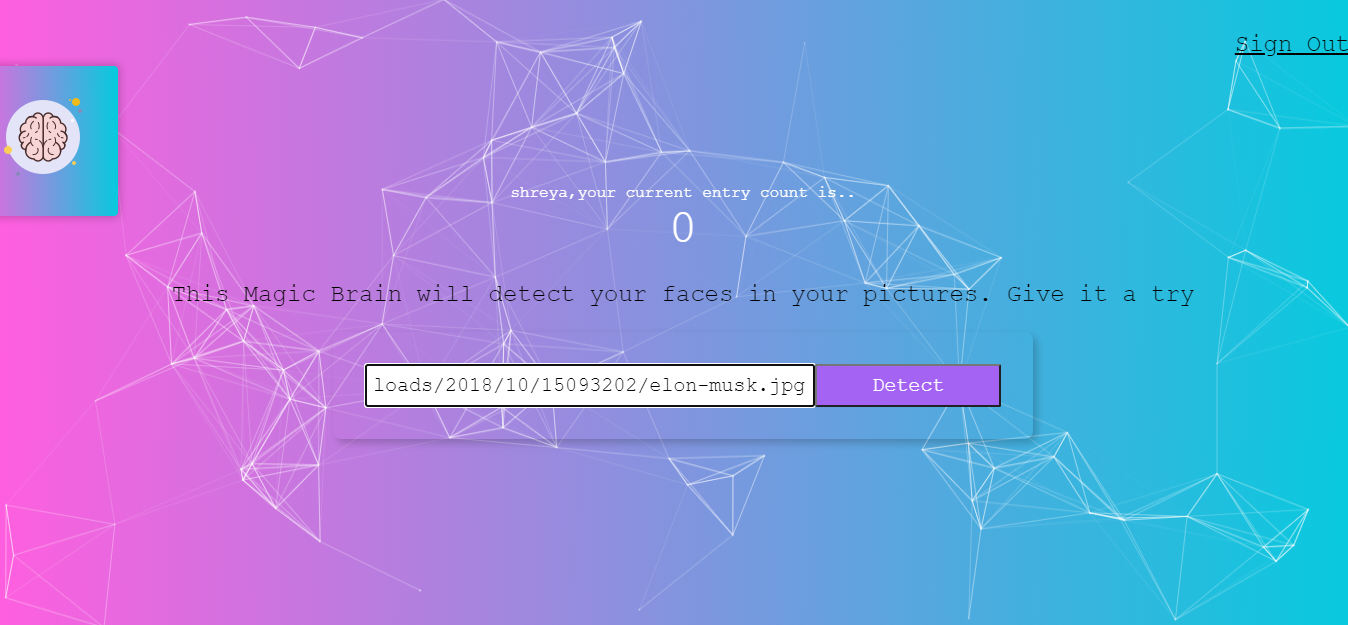 Sign Out
shreya,your current entry count is..
0
This Magic Brain will detect your faces in your pictures. Give it a try
loads/2018/10/15093202/elon-musk.jpg
Detect